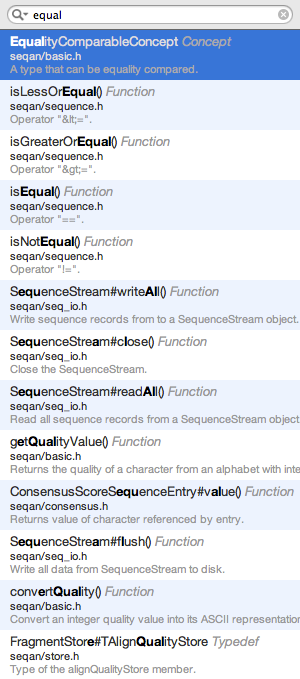 equal
EqualityComparableConcept Concept
seqan/basic.h
A type that can be equality compared.
isLessOrEqual() Function
seqan/sequence.h
Operator "&lt;=".
isGreaterOrEqual() Function
seqan/sequence.h
Operator "&gt;=".
isEqual() Function
seqan/sequence.h
Operator "==".
isNotEqual() Function
seqan/sequence.h
Operator "!=".
SequenceStream#writeAll() Function
seqan/seq_io.h
Write sequence records from to a SequenceStream object.
SequenceStream#close() Function
seqan/seq_io.h
Close the SequenceStream.
SequenceStream#readAll() Function
seqan/seq_io.h
Read all sequence records from a SequenceStream object
getQualityValue() Function
seqan/basic.h
Returns the quality of a character from an alphabet with inte
ConsensusScoreSequenceEntry#value() Function
seqan/consensus.h
Returns value of character referenced by entry.
SequenceStream#flush() Function
seqan/seq_io.h
Write all data from SequenceStream to disk.
convertQuality() Function
seqan/basic.h
Convert an integer quality value into its ASCII representation
FragmentStore#TAlignQualityStore Typedef
seqan/store.h
Type of the alignQualityStore member.